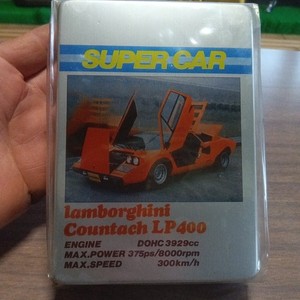 SUPER CAR
lamborghini
Countach LP400
ENGINE DOHC 3929cc
MAX.POWER 375ps/8000rpm
MAX.SPEED 300km/h